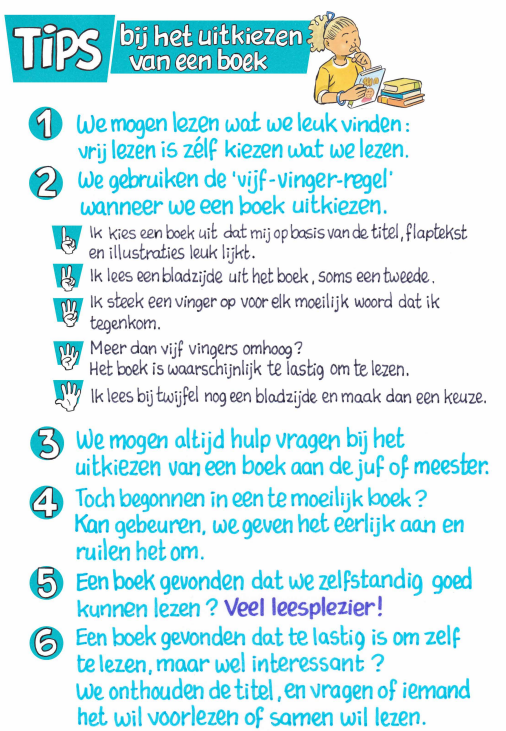 TiPS
bij het uitkiezen
van een boek
1 We mogen lezen wat we leuk vinden:
vrij lezen is zélf kiezen wat we lezen.
2 We gebruiken de 'vijf-vinger-regel'
wanneer we een boek uitkiezen.
Ik kies een boek uit dat mij op basis van de titel, flaptekst
en illustraties leuk lijkt.
Ik lees een bladzijde uit het boek, soms een tweede.
Ik steek een vinger op voor elk moeilijk woord dat ik
tegenkom.
Meer dan vijf vingers omhoog?
Het boek is waarschijnlijk te lastig om te lezen.
Ik lees bij twijfel nog een bladzijde en maak dan een keuze.
3 We mogen altijd hulp vragen bij het
uitkiezen van een boek aan de juf of meester.
4 Toch begonnen in een te moeilijk boek?
Kan gebeuren, we geven het eerlijk aan en
ruilen het om.
5 Een boek gevonden dat we zelfstandig goed
kunnen lezen? Veel leesplezier!
6 Een boek gevonden dat te lastig is om zelf
te lezen, maar wel interessant?
We onthouden de titel, en vragen of iemand
het wil voorlezen of samen wil lezen.